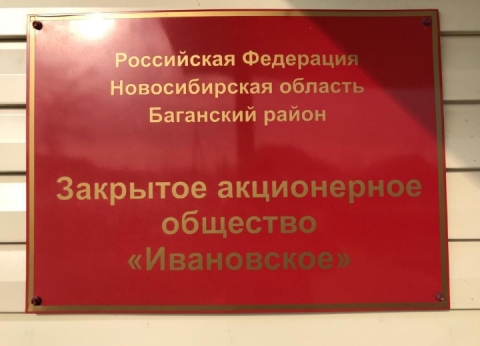 Российская Федерация
Новосибирская область
Баганский район
Закрытое акционерное
общество
«Ивановское»